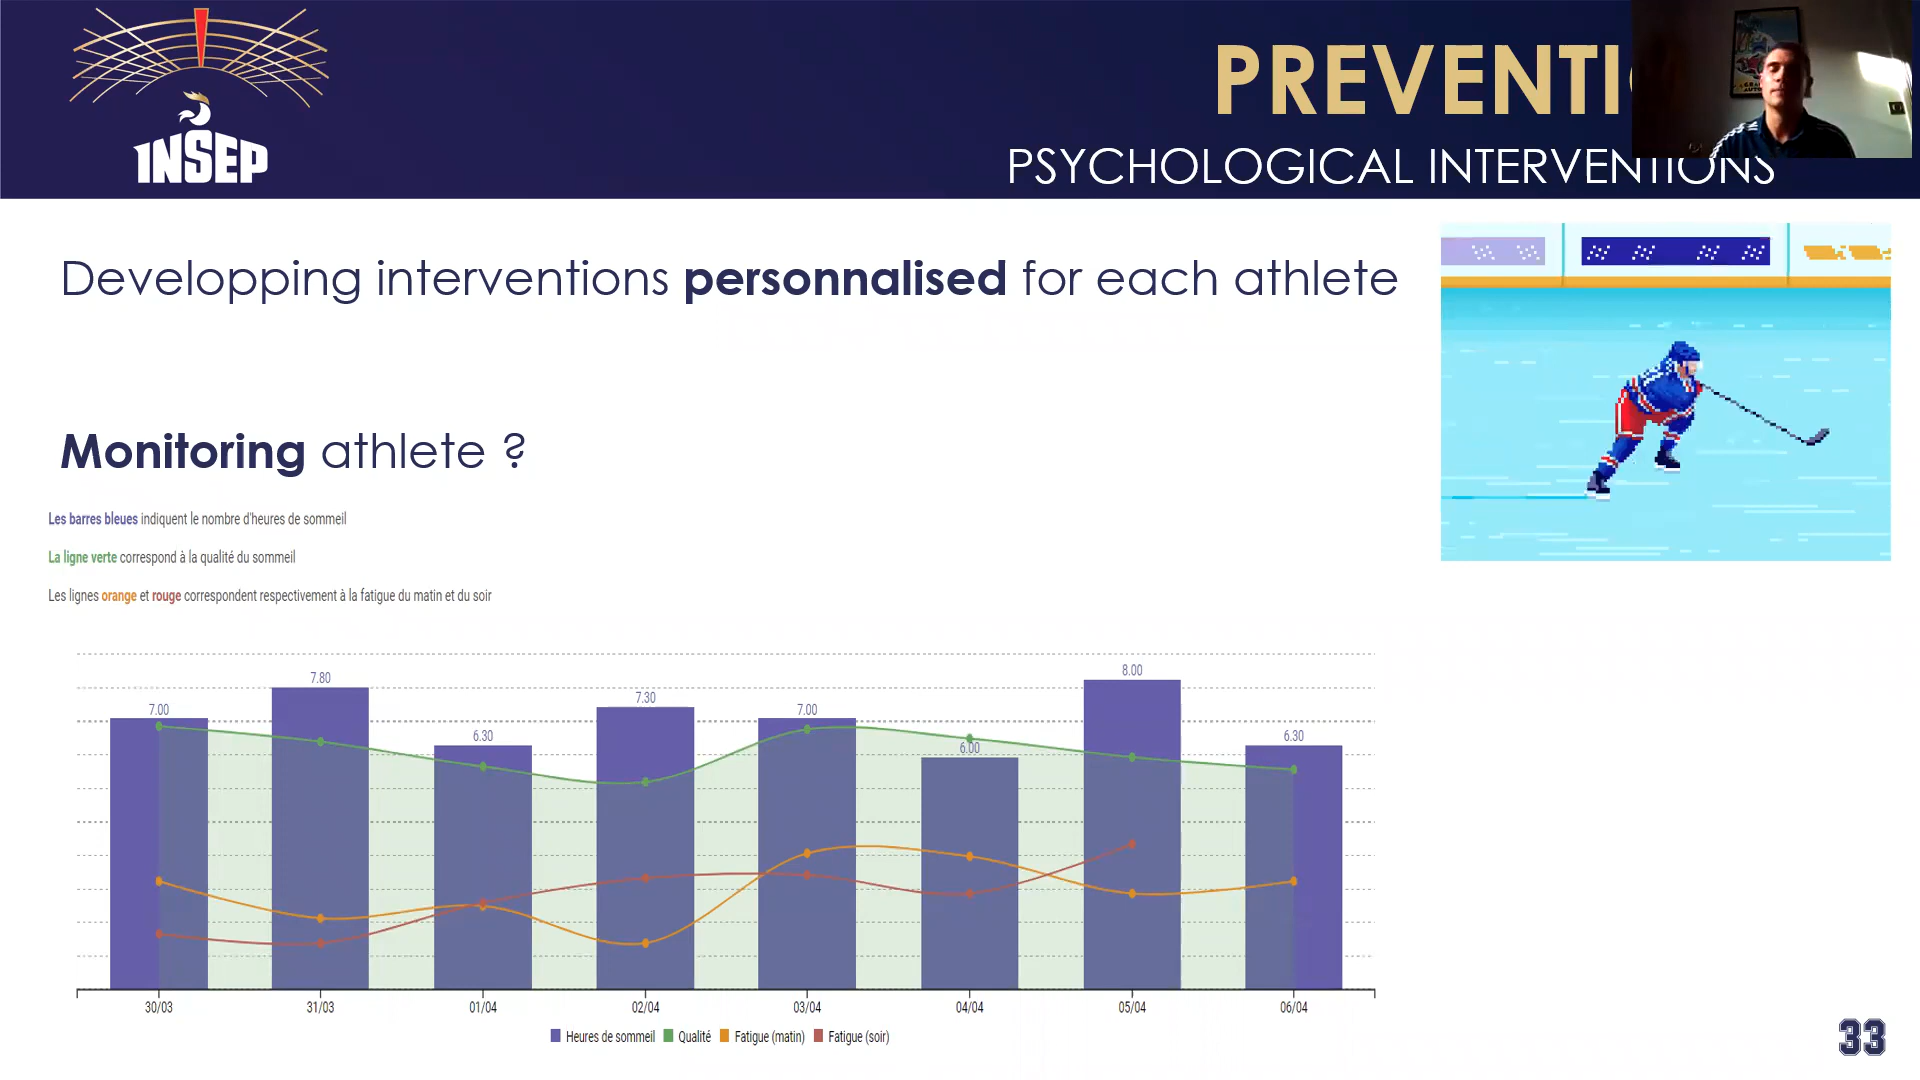 INSEP
PREVENTI
PSYCHOLOGICAL INTERVENTIONS
Developping interventions personnalised for each athlete
Monitoring athlete ?
Les barres bleues indiquent le nombre d'heures de sommeil
La ligne verte correspond à la qualité du sommeil
Les lignes orange et rouge correspondent respectivement à la fatigue du matin et du soir
7.00 7.80 6.30 7.30 7.00 6.00 8.00 6.30
30/03 31/03 01/04 02/04 03/04 04/04 05/04 06/04
Heures de sommeil Qualité Fatigue (matin) Fatigue (soir)
33